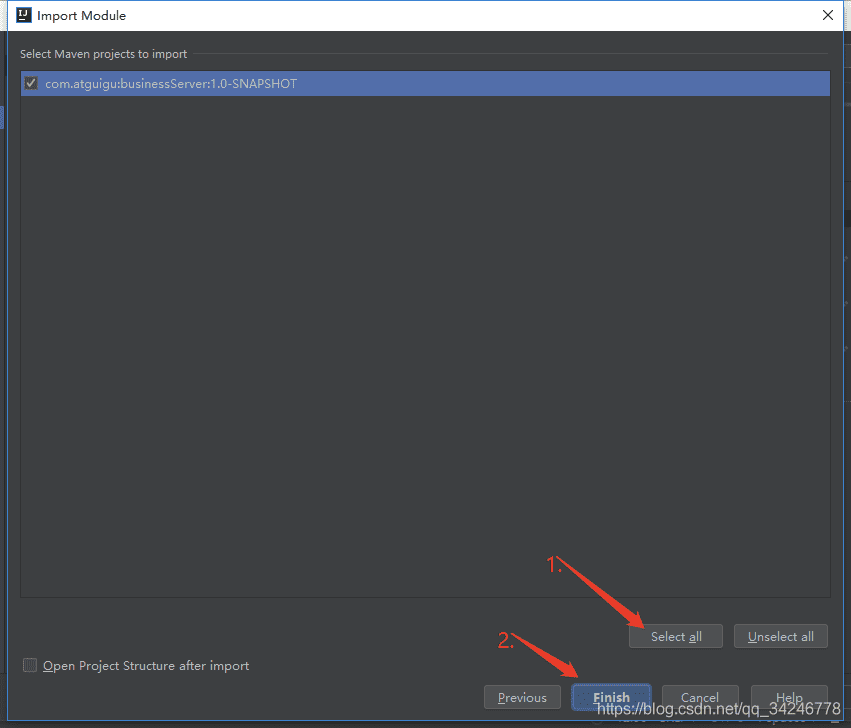 Import Module
Select Maven projects to import
com.atguigu:businessServer:1.0-SNAPSHOT
1.
Select all
Unselect all
2.
Open Project Structure after import
Previous
Finish
Cancel
Help
https://blog.csdn.net/qq_34246778